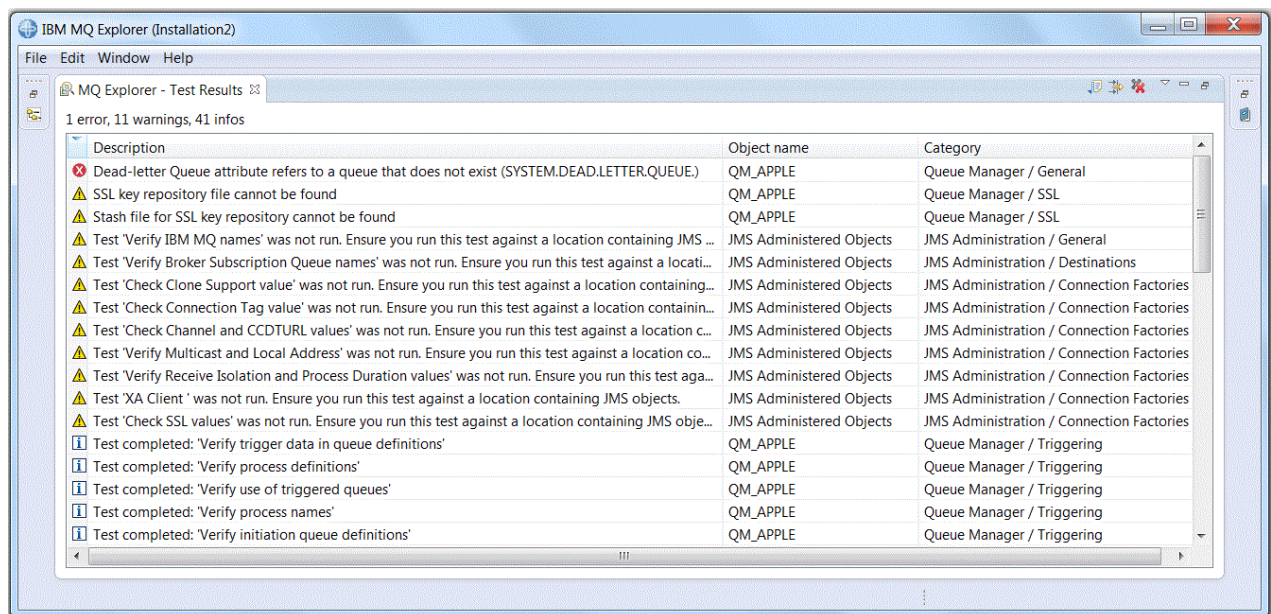 IBM MQ Explorer (Installation2)
File Edit Window Help
MQ Explorer - Test Results
1 error, 11 warnings, 41 infos
Description Object name Category
Dead-letter Queue attribute refers to a queue that does not exist (SYSTEM.DEAD.LETTER.QUEUE.) QM_APPLE Queue Manager / General
SSL key repository file cannot be found QM_APPLE Queue Manager / SSL
Stash file for SSL key repository cannot be found QM_APPLE Queue Manager / SSL
Test 'Verify IBM MQ names' was not run. Ensure you run this test against a location containing JMS ... JMS Administered Objects JMS Administration / General
Test 'Verify Broker Subscription Queue names' was not run. Ensure you run this test against a locati... JMS Administered Objects JMS Administration / Destinations
Test 'Check Clone Support value' was not run. Ensure you run this test against a location containing... JMS Administered Objects JMS Administration / Connection Factories
Test 'Check Connection Tag value' was not run. Ensure you run this test against a location containin... JMS Administered Objects JMS Administration / Connection Factories
Test 'Check Channel and CCDTURL values' was not run. Ensure you run this test against a location c... JMS Administered Objects JMS Administration / Connection Factories
Test 'Verify Multicast and Local Address' was not run. Ensure you run this test against a location co... JMS Administered Objects JMS Administration / Connection Factories
Test 'Verify Receive Isolation and Process Duration values' was not run. Ensure you run this test aga... JMS Administered Objects JMS Administration / Connection Factories
Test 'XA Client ' was not run. Ensure you run this test against a location containing JMS objects. JMS Administered Objects JMS Administration / Connection Factories
Test 'Check SSL values' was not run. Ensure you run this test against a location containing JMS obje... JMS Administered Objects JMS Administration / Connection Factories
Test completed: 'Verify trigger data in queue definitions' QM_APPLE Queue Manager / Triggering
Test completed: 'Verify process definitions' QM_APPLE Queue Manager / Triggering
Test completed: 'Verify use of triggered queues' QM_APPLE Queue Manager / Triggering
Test completed: 'Verify process names' QM_APPLE Queue Manager / Triggering
Test completed: 'Verify initiation queue definitions' QM_APPLE Queue Manager / Triggering